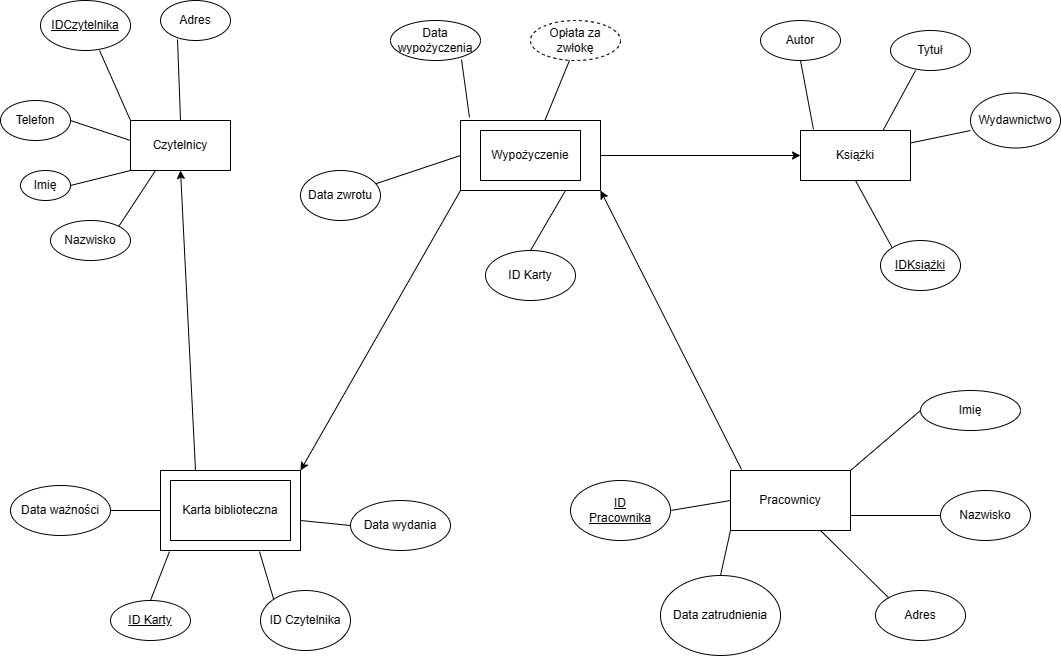 IDCzytelnika
Adres
Telefon
Czytelnicy
Imię
Nazwisko
Data
wypożyczenia
Opłata za
zwłokę
Wypożyczenie
Data zwrotu
ID Karty
Autor
Tytuł
Wydawnictwo
Książki
IDKsiążki
Data ważności
Karta biblioteczna
Data wydania
ID Karty
ID Czytelnika
Imię
ID
Pracownika
Pracownicy
Nazwisko
Data zatrudnienia
Adres